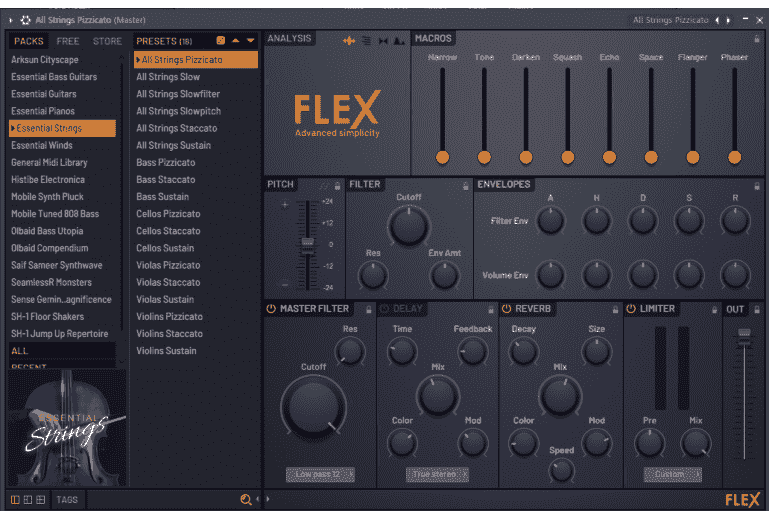 All Strings Pizzicato (Master)
All Strings Pizzicato
PACKS FREE STORE
Arksun Cityscape
Essential Bass Guitars
Essential Guitars
Essential Pianos
Essential Strings
Essential Winds
General Midi Library
Histibe Electronica
Mobile Synth Pluck
Mobile Tuned 808 Bass
Olbaid Bass Utopia
Olbaid Compendium
Saif Sameer Synthwave
SeamlessR Monsters
Sense Gemin..agnificence
SH-1 Floor Shakers
SH-1 Jump Up Repertoire
ALL
RECENT
ESSENTIAL
Strings
TAGS
PRESETS (18)
All Strings Pizzicato
All Strings Slow
All Strings Slowfilter
All Strings Slowpitch
All Strings Staccato
All Strings Sustain
Bass Pizzicato
Bass Staccato
Bass Sustain
Cellos Pizzicato
Cellos Staccato
Cellos Sustain
Violas Pizzicato
Violas Staccato
Violas Sustain
Violins Pizzicato
Violins Staccato
Violins Sustain
ANALYSIS
FLEX
Advanced simplicity
MACROS
Narrow Tone Darken Squash Echo Space Flanger Phaser
PITCH
+24
+12
0
-12
-24
FILTER
Cutoff
Res Env Amt
ENVELOPES
A H D S R
Filter Env
Volume Env
MASTER FILTER
Res
Cutoff
Low pass 12
DELAY
Time Feedback
Mix
Color Mod
True stereo
REVERB
Decay Size
Mix
Color Mod
Speed
LIMITER
Pre Mix
Custom
OUT
FLEX